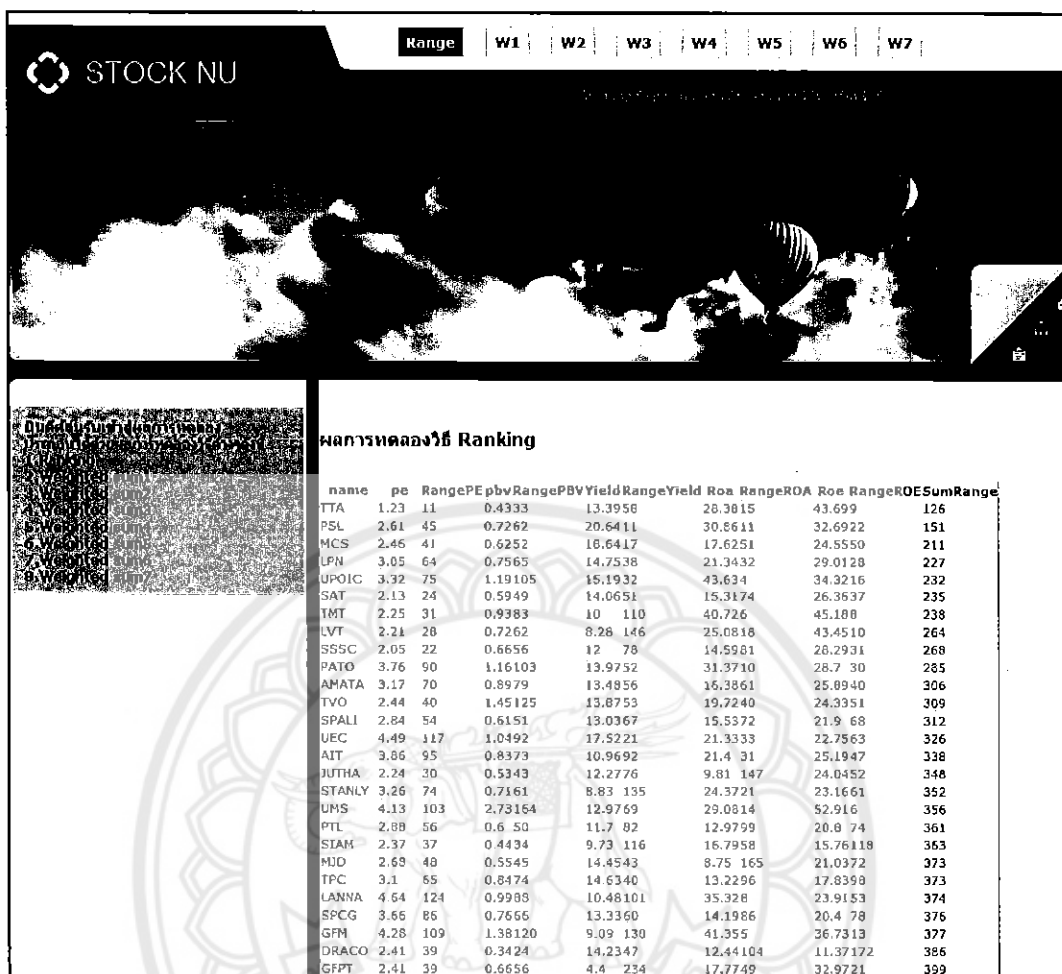 Range W1 W2 W3 W4 W5 W6 W7
STOCK NU
ผลการทดลองวิธี Ranking
name pe RangePE pbvRangePBV YieldRangeYield Roa RangeROA Roe RangeROESumRange
TTA 1.23 11 0.4333 13.3958 28.3815 43.699 126
PSL 2.61 45 0.7262 20.6411 30.8611 32.6922 151
MCS 2.46 41 0.6252 18.6417 17.6251 24.5550 211
LPN 3.05 64 0.7565 14.7538 21.3432 29.0128 227
UPOIC 3.32 75 1.19105 15.1932 43.634 34.3216 232
SAT 2.13 24 0.5949 14.0651 15.3174 26.3637 235
TMT 2.25 31 0.9383 10 110 40.726 45.188 238
LVT 2.21 28 0.7262 8.28 146 25.0818 43.4510 264
SSSC 2.05 22 0.6656 12 78 14.5981 28.2931 268
PATO 3.76 90 1.16103 13.9752 31.3710 28.7 30 285
AMATA 3.17 70 0.8979 13.4856 16.3861 25.8940 306
TVO 2.44 40 1.45125 13.8753 19.7240 24.3351 309
SPALI 2.84 54 0.6151 13.0367 15.5372 21.9 68 312
UEC 4.49 117 1.0492 17.5221 21.3333 22.7563 326
AIT 3.86 95 0.8373 10.9692 21.4 31 25.1947 338
JUTHA 2.24 30 0.5343 12.2776 9.81 147 24.0452 348
STANLY 3.26 74 0.7161 8.83 135 24.3721 23.1661 352
UMS 4.13 103 2.73164 12.9769 29.0814 52.916 356
PTL 2.88 56 0.6 50 11.7 82 12.9799 20.8 74 361
SIAM 2.37 37 0.4434 9.73 116 16.7958 15.76118 363
MJD 2.68 48 0.5545 14.4543 8.75 165 21.0372 373
TPC 3.1 65 0.8474 14.6340 13.2296 17.8398 373
LANNA 4.64 124 0.9988 10.48101 35.328 23.9153 374
SPCG 3.66 86 0.7666 13.3360 14.1986 20.4 78 376
GFM 4.28 109 1.38120 9.09 130 41.355 36.7313 377
DRACO 2.41 39 0.3424 14.2347 12.44104 11.37172 386
GFPT 2.41 39 0.6656 4.4 234 17.7749 32.9721 399